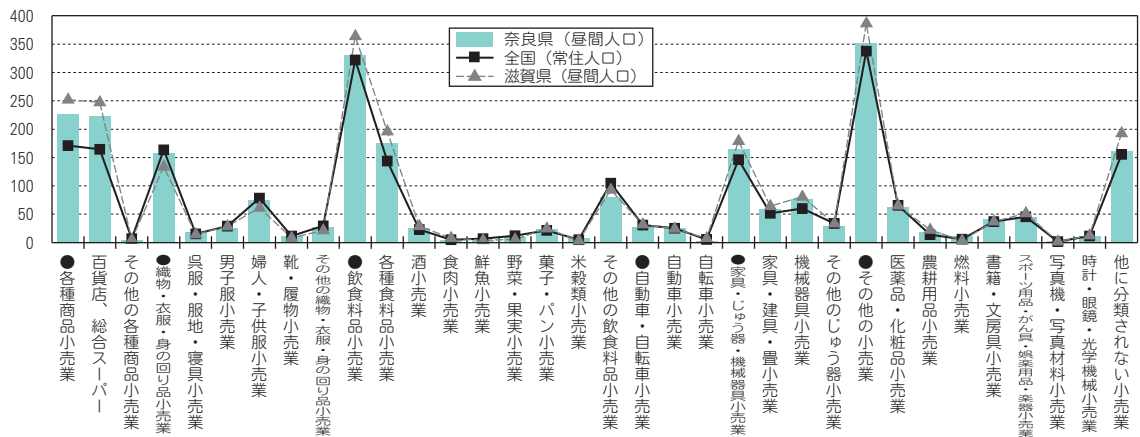 400
350
300
250
200
150
100
50
0
奈良県（昼間人口）
全国（常住人口）
滋賀県（昼間人口）
●各種商品小売業
百貨店、総合スーパー
その他の各種商品小売業
●織物・衣服・身の回り品小売業
呉服・服地・寝具小売業
男子服小売業
婦人・子供服小売業
靴・履物小売業
その他の織物・衣服・身の回り品小売業
●飲食料品小売業
各種食料品小売業
酒小売業
食肉小売業
鮮魚小売業
野菜・果実小売業
菓子・パン小売業
米穀類小売業
その他の飲食料品小売業
●自動車・自転車小売業
自動車小売業
自転車小売業
●家具・じゅう器・機械器具小売業
家具・建具・畳小売業
機械器具小売業
その他のじゅう器小売業
●その他の小売業
医薬品・化粧品小売業
農耕用品小売業
燃料小売業
書籍・文房具小売業
スポーツ用品・がん具・娯楽用品・楽器小売業
写真機・写真材料小売業
時計・眼鏡・光学機械小売業
他に分類されない小売業